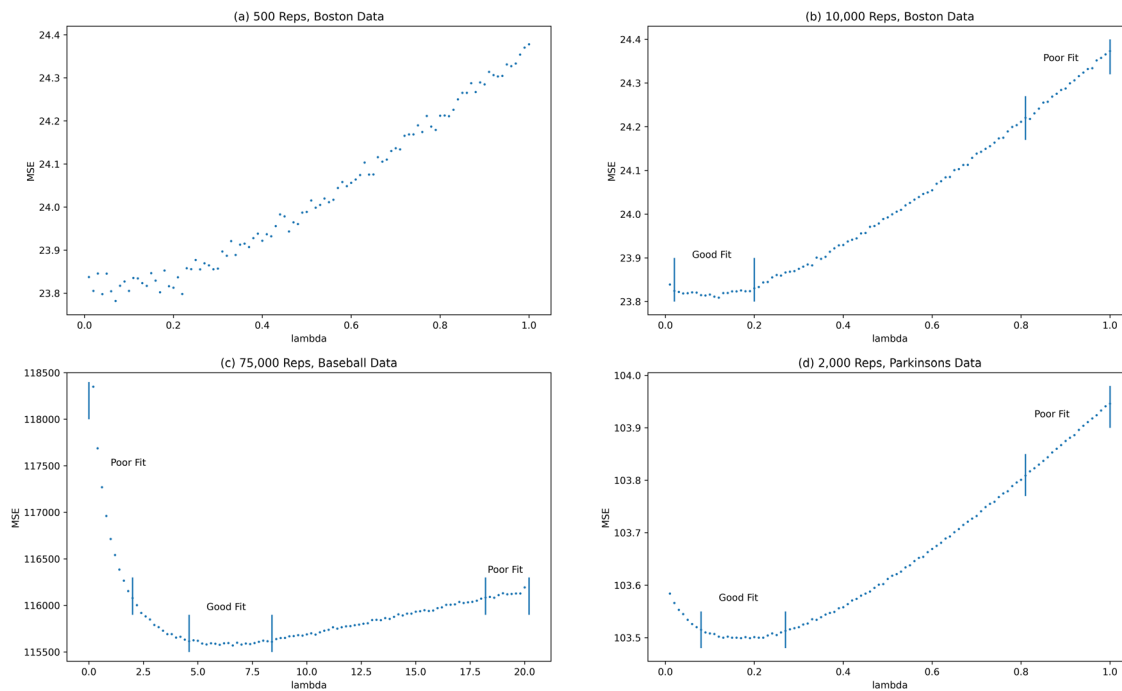 (a) 500 Reps, Boston Data
24.4
24.3
24.2
24.1
24.0
23.9
23.8
MSE
0.0 0.2 0.4 0.6 0.8 1.0
lambda
(b) 10,000 Reps, Boston Data
24.4
24.3
24.2
24.1
24.0
23.9
23.8
MSE
Poor Fit
Good Fit
0.0 0.2 0.4 0.6 0.8 1.0
lambda
(c) 75,000 Reps, Baseball Data
118500
118000
117500
117000
116500
116000
115500
MSE
Poor Fit
Good Fit
Poor Fit
0.0 2.5 5.0 7.5 10.0 12.5 15.0 17.5 20.0
lambda
(d) 2,000 Reps, Parkinsons Data
104.0
103.9
103.8
103.7
103.6
103.5
MSE
Poor Fit
Good Fit
0.0 0.2 0.4 0.6 0.8 1.0
lambda